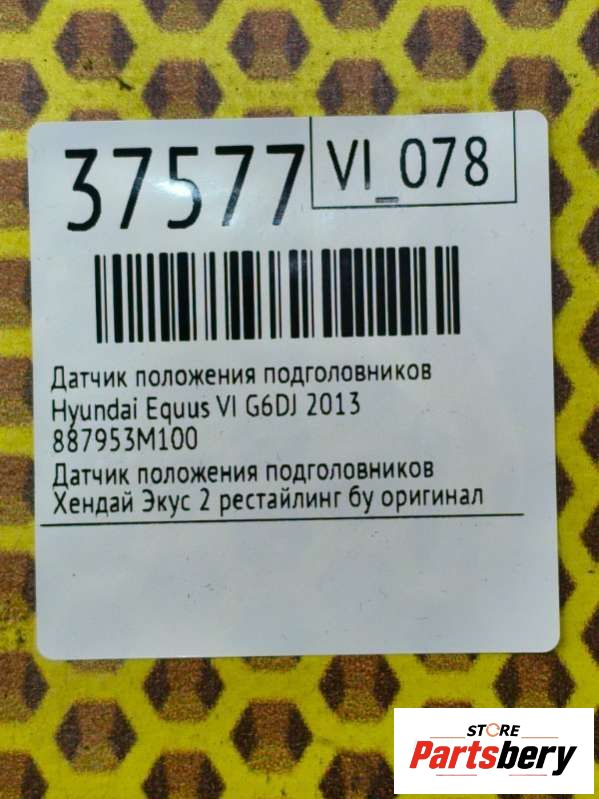 37577
VI_078
Датчик положения подголовников
Hyundai Equus VI G6DJ 2013
887953M100
Датчик положения подголовников
Хендай Экус 2 рестайлинг бу оригинал
STORE
Partsbery